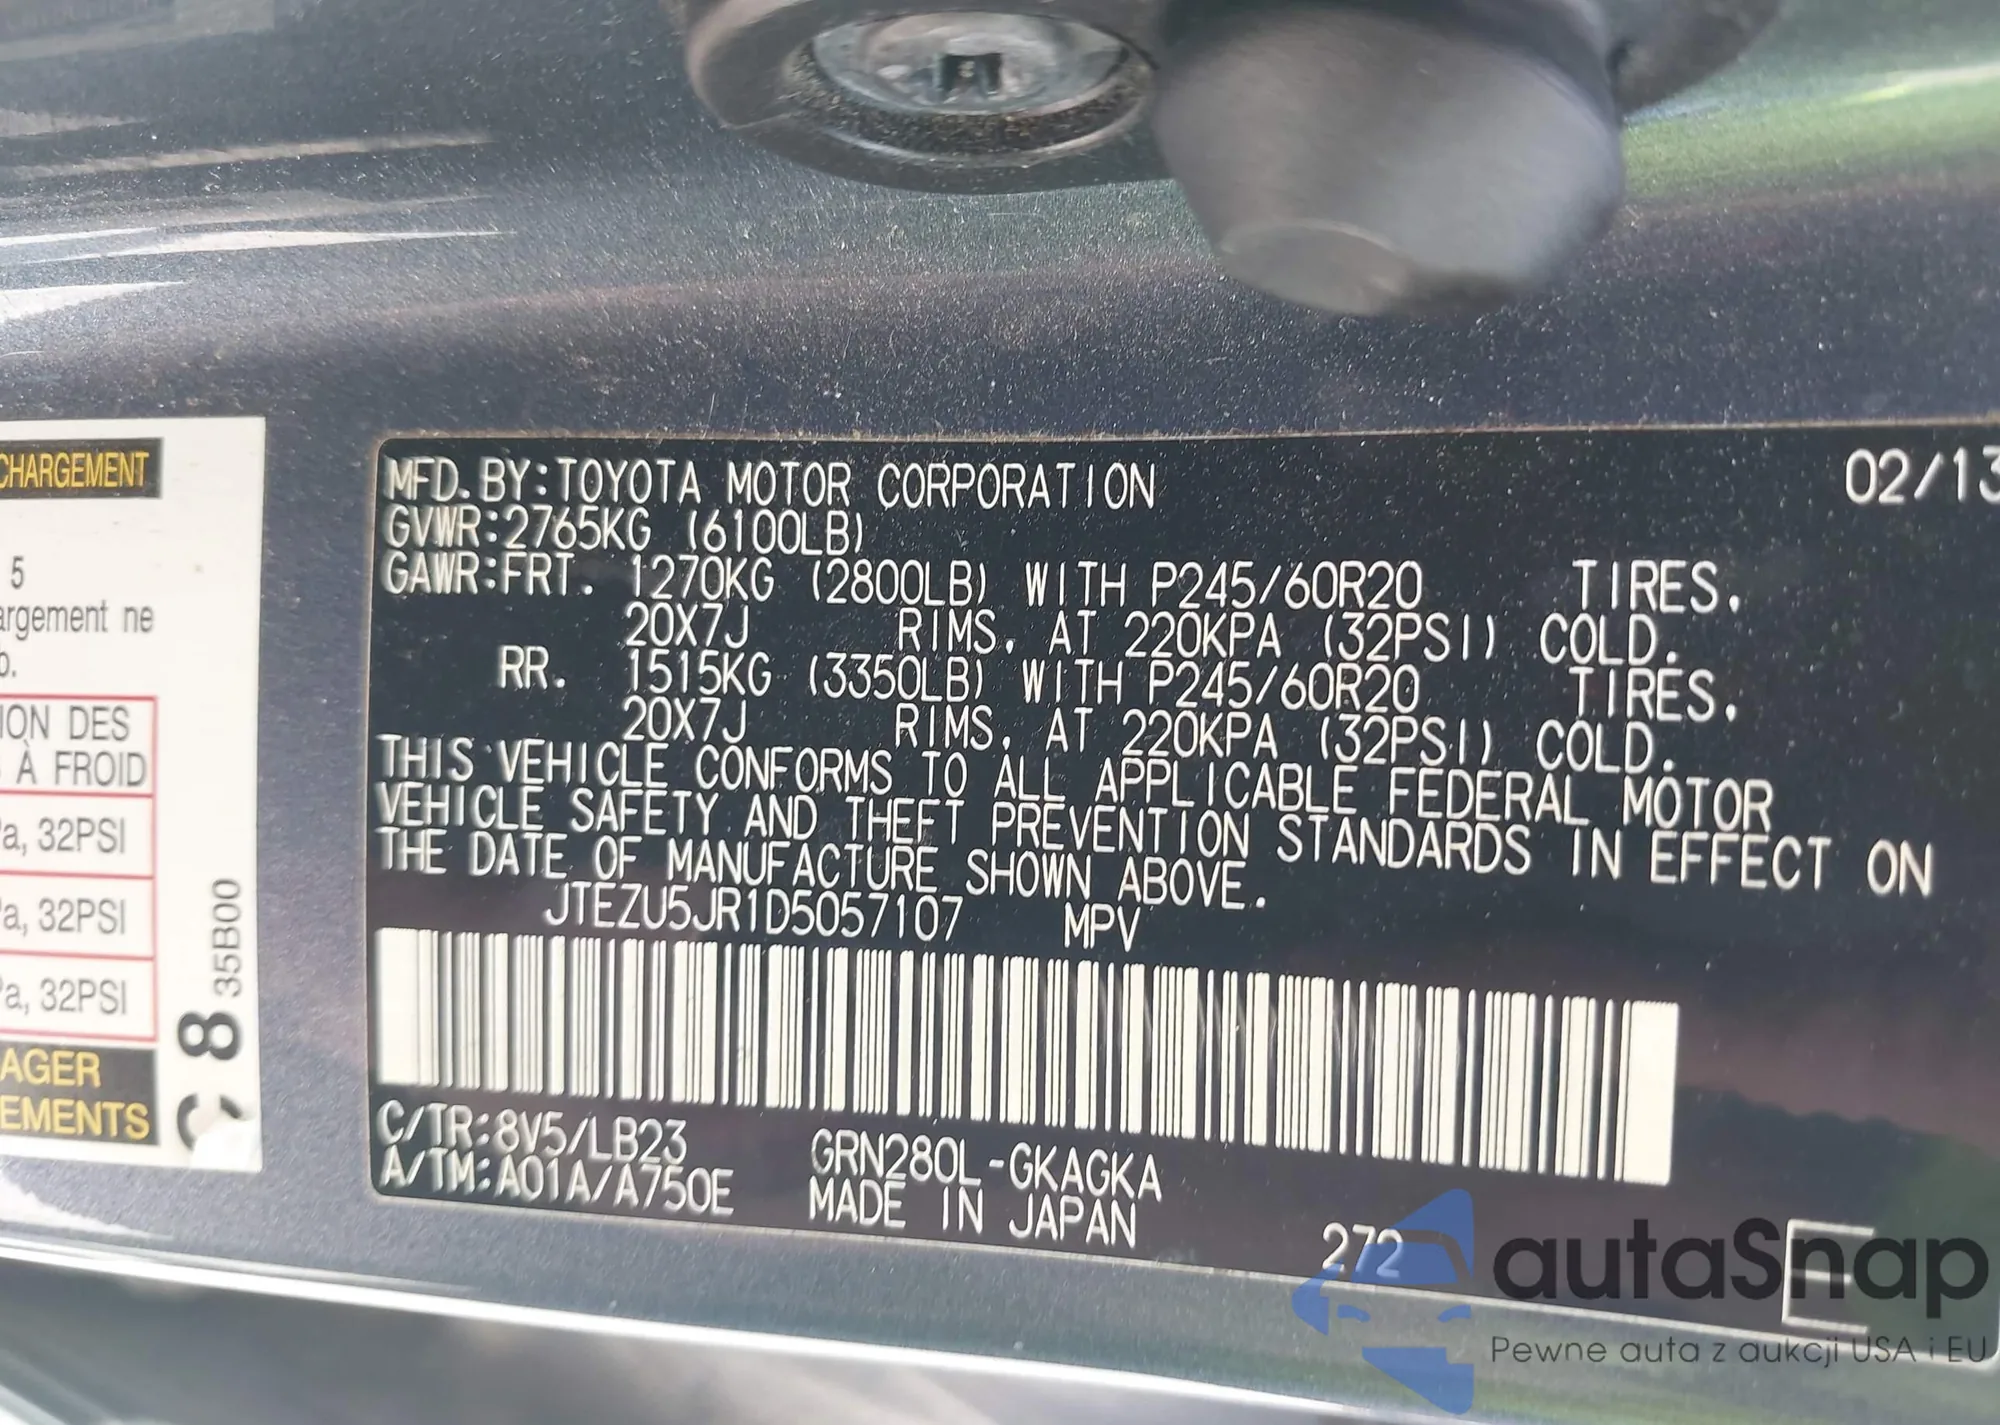 CHARGEMENT
5
argement ne
b.
ION DES
À FROID
Pa, 32PSI
Pa, 32PSI
Pa, 32PSI
AGER
EMENTS
C 8 35B00
MFD. BY:TOYOTA MOTOR CORPORATION 02/13
GVWR:2765KG (6100LB)
GAWR:FRT. 1270KG (2800LB) WITH P245/60R20 TIRES.
20X7J RIMS, AT 220KPA (32PSI) COLD.
RR. 1515KG (3350LB) WITH P245/60R20 TIRES.
20X7J RIMS, AT 220KPA (32PSI) COLD.
THIS VEHICLE CONFORMS TO ALL APPLICABLE FEDERAL MOTOR
VEHICLE SAFETY AND THEFT PREVENTION STANDARDS IN EFFECT ON
THE DATE OF MANUFACTURE SHOWN ABOVE.
JTEZU5JR1D5057107 MPV
C/TR:8V5/LB23 GRN280L-GKAGKA
A/TM:A01A/A750E MADE IN JAPAN
272
E
autaSnap
Pewne auta z aukcji USA i EU